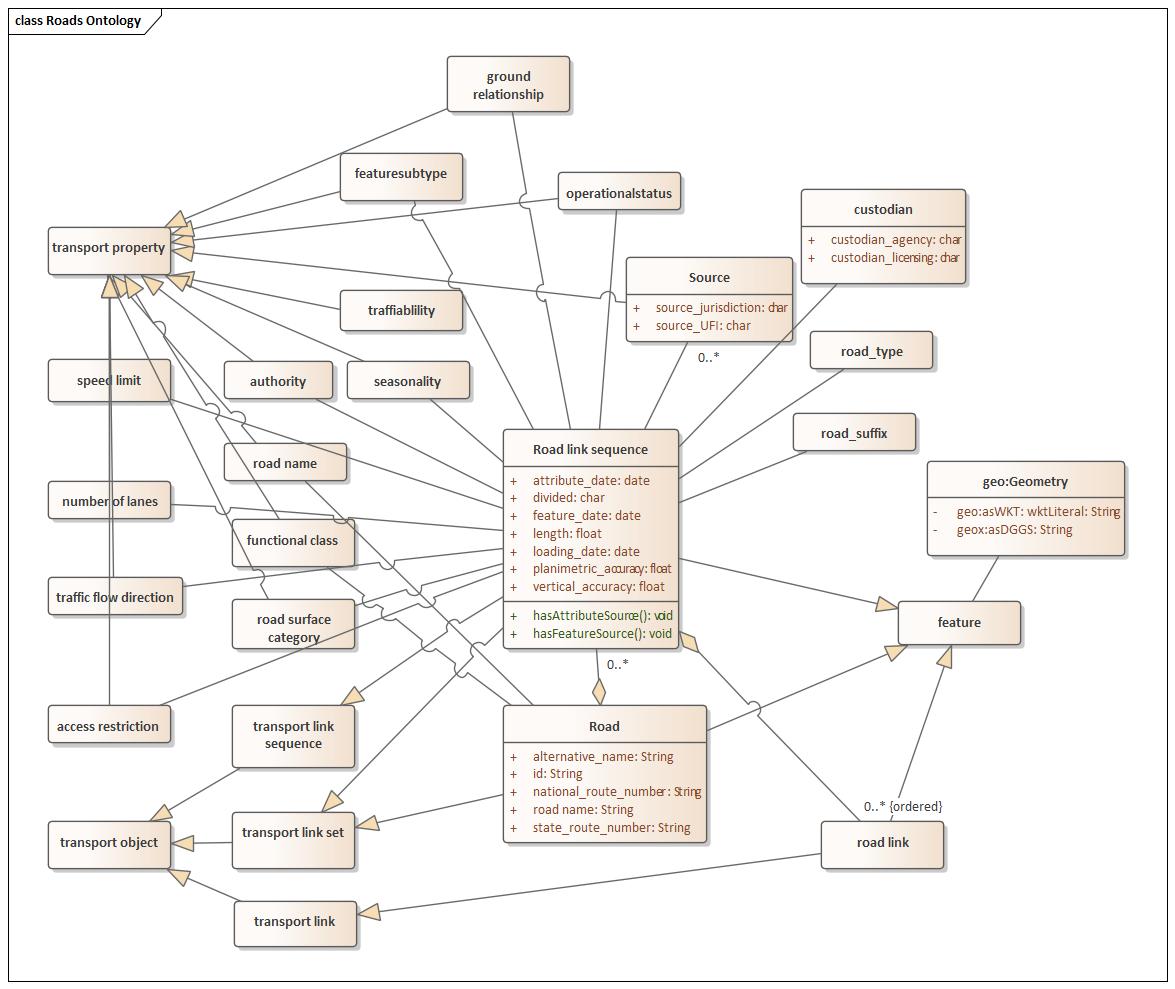 class Roads Ontology
ground
relationship
featuresubtype
operationalstatus
custodian
+ custodian_agency: char
+ custodian_licensing: char
transport property
Source
+ source_jurisdiction: char
+ source_UFI: char
0..*
traffiablility
road_type
speed limit
authority
seasonality
road_suffix
road name
Road link sequence
+ attribute_date: date
+ divided: char
+ feature_date: date
+ length: float
+ loading_date: date
+ planimetric_accuracy: float
+ vertical_accuracy: float
+ hasAttributeSource(): void
+ hasFeatureSource(): void
geo:Geometry
- geo:asWKT: wktLiteral: String
- geox:asDGGS: String
number of lanes
functional class
traffic flow direction
road surface
category
feature
0..*
access restriction
transport link
sequence
Road
+ alternative_name: String
+ id: String
+ national_route_number: String
+ road name: String
+ state_route_number: String
0..* {ordered}
transport object
transport link set
road link
transport link